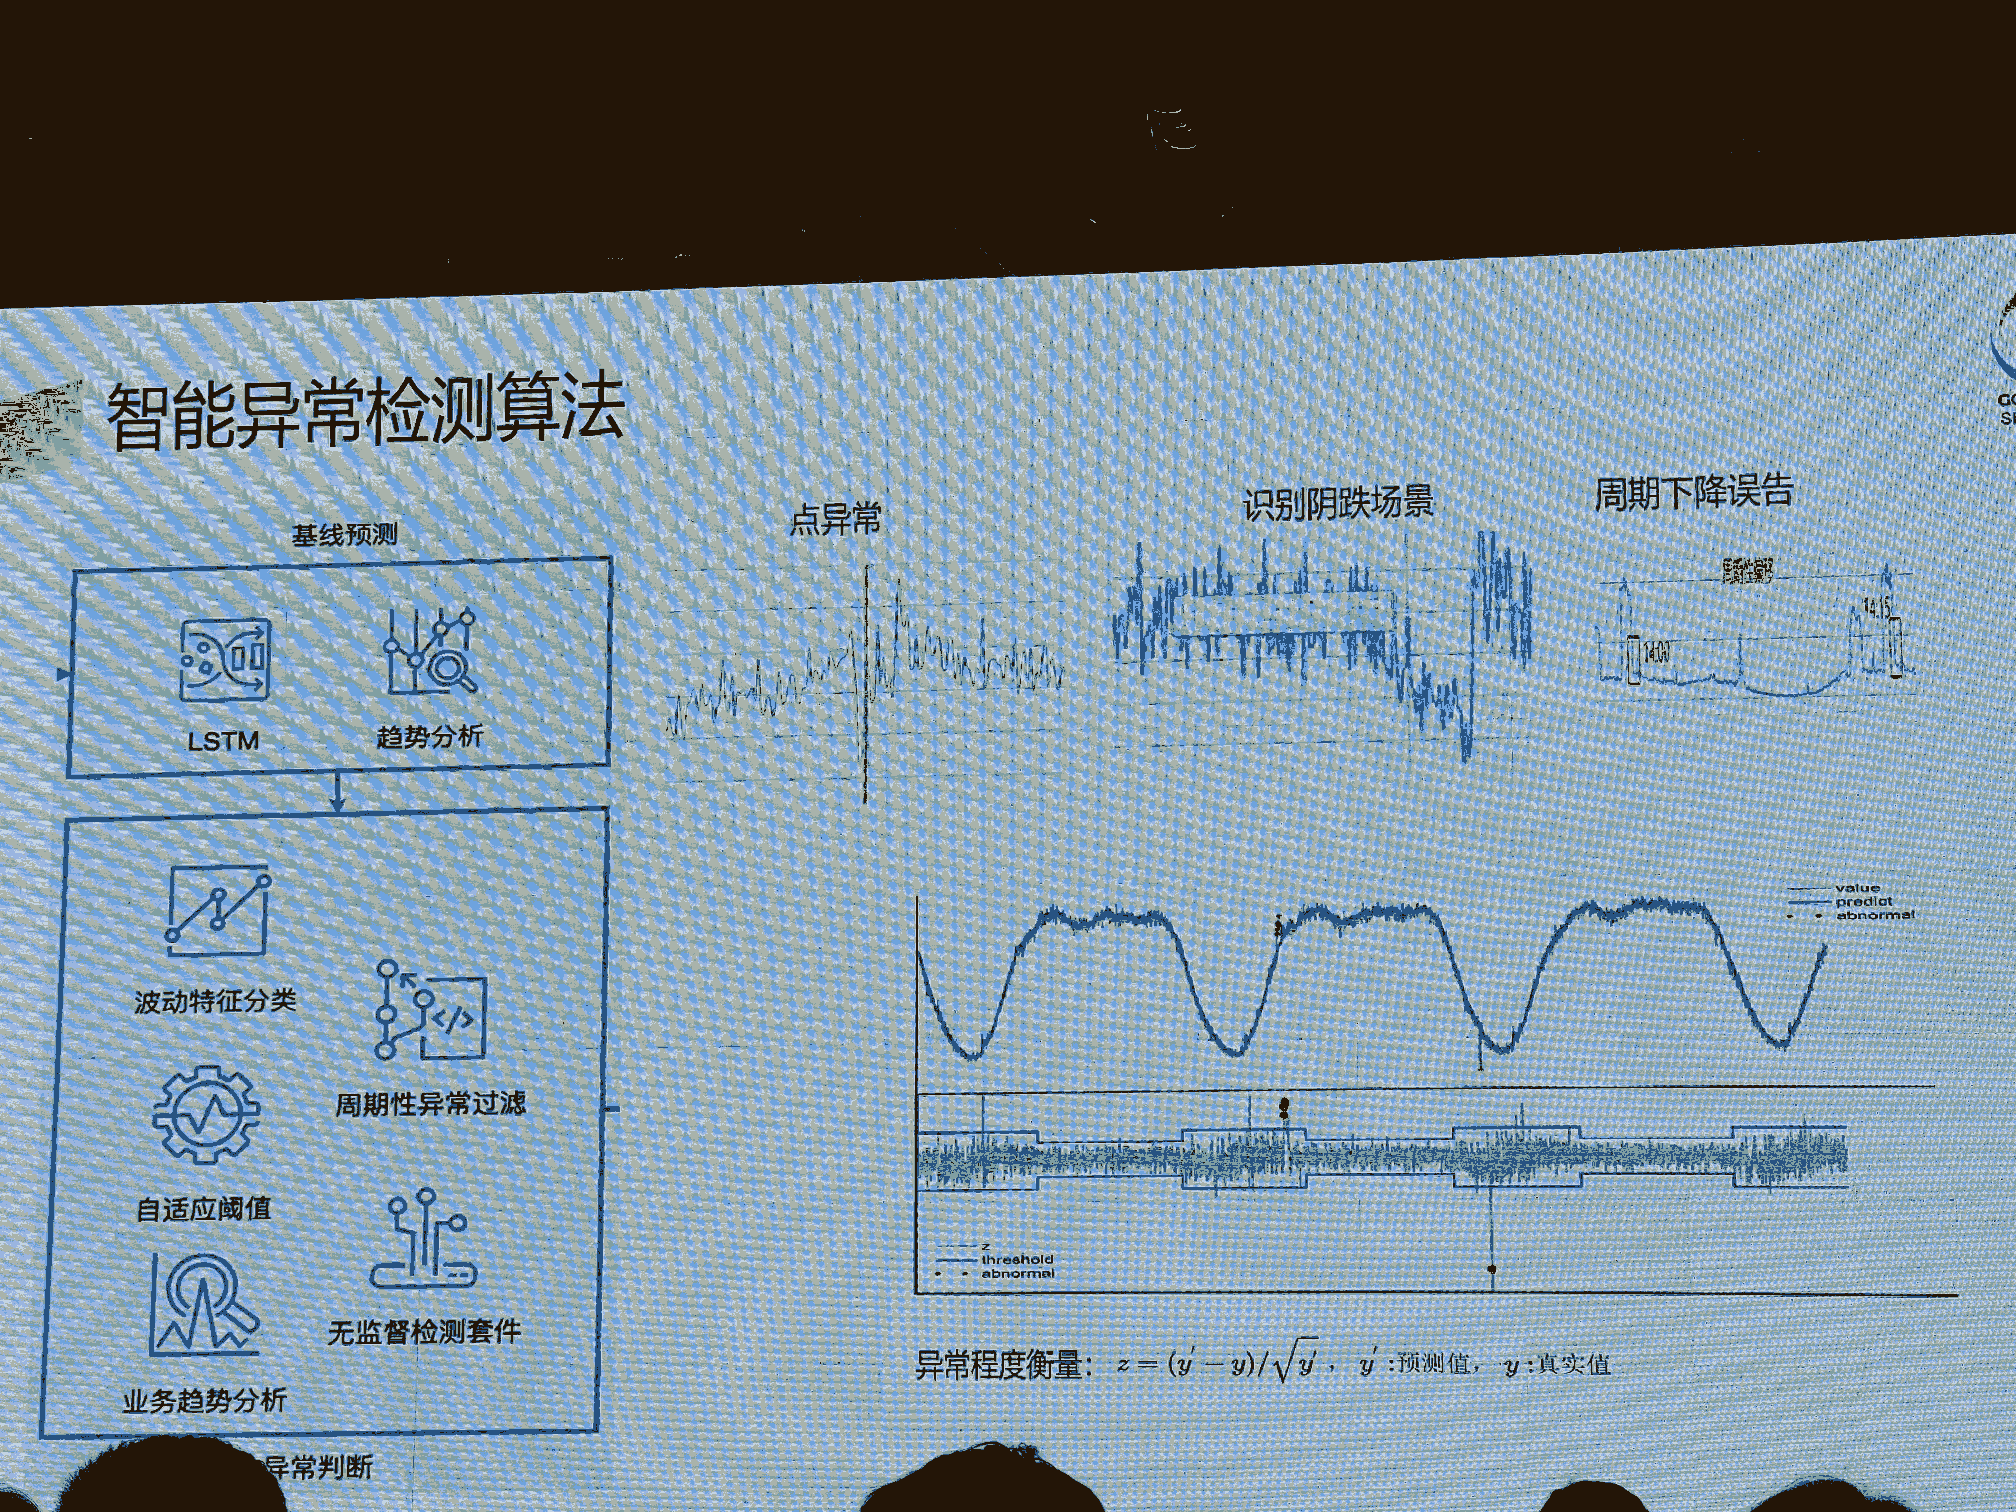 智能异常检测算法
基线预测
LSTM
趋势分析
波动特征分类
周期性异常过滤
自适应阈值
无监督检测套件
业务趋势分析
异常判断
点异常
识别阴跌场景
周期下降误告
14:00
14:15
value
predict
abnormal
z
threshold
abnormal
异常程度衡量: z = (y′ − y)/√y′ , y′ :预测值, y :真实值